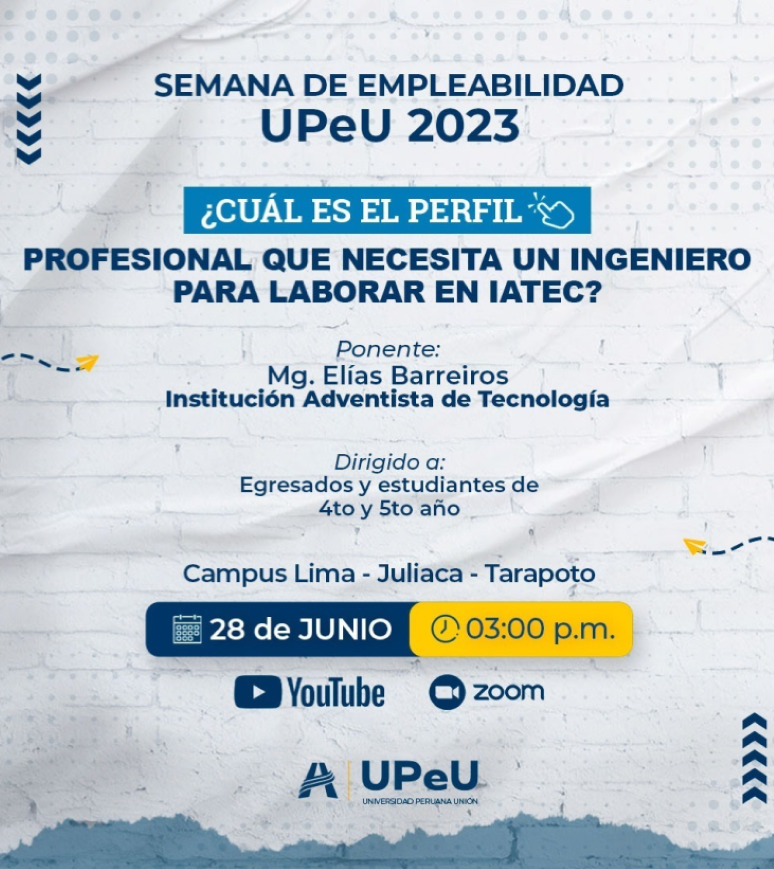 SEMANA DE EMPLEABILIDAD
UPeU 2023
¿CUÁL ES EL PERFIL
PROFESIONAL QUE NECESITA UN INGENIERO
PARA LABORAR EN IATEC?
Ponente:
Mg. Elías Barreiros
Institución Adventista de Tecnología
Dirigido a:
Egresados y estudiantes de
4to y 5to año
Campus Lima - Juliaca - Tarapoto
28 de JUNIO 03:00 p.m.
YouTube zoom
UPeU
UNIVERSIDAD PERUANA UNIÓN